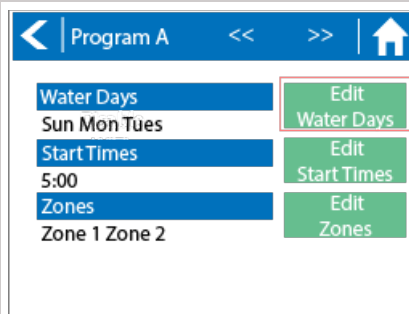 Program A << >>
Water Days
Edit
Water Days
Sun Mon Tues
Start Times
Edit
Start Times
5:00
Zones
Edit
Zones
Zone 1 Zone 2